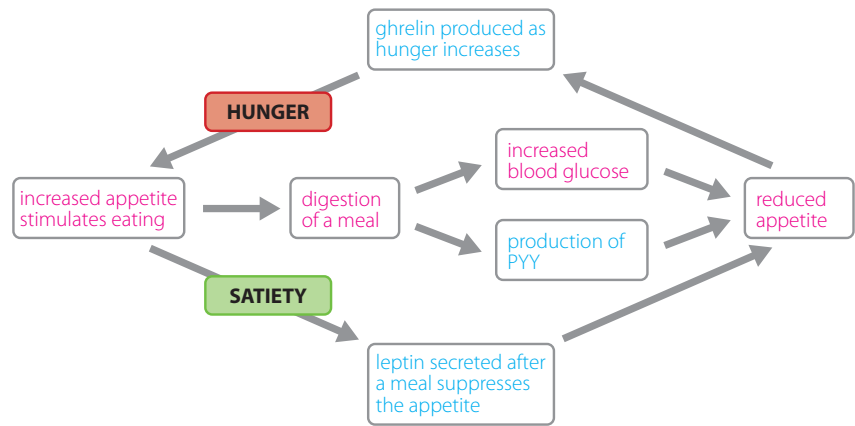 ghrelin produced as
hunger increases
HUNGER
increased appetite
stimulates eating
digestion
of a meal
increased
blood glucose
production of
PYY
reduced
appetite
SATIETY
leptin secreted after
a meal suppresses
the appetite